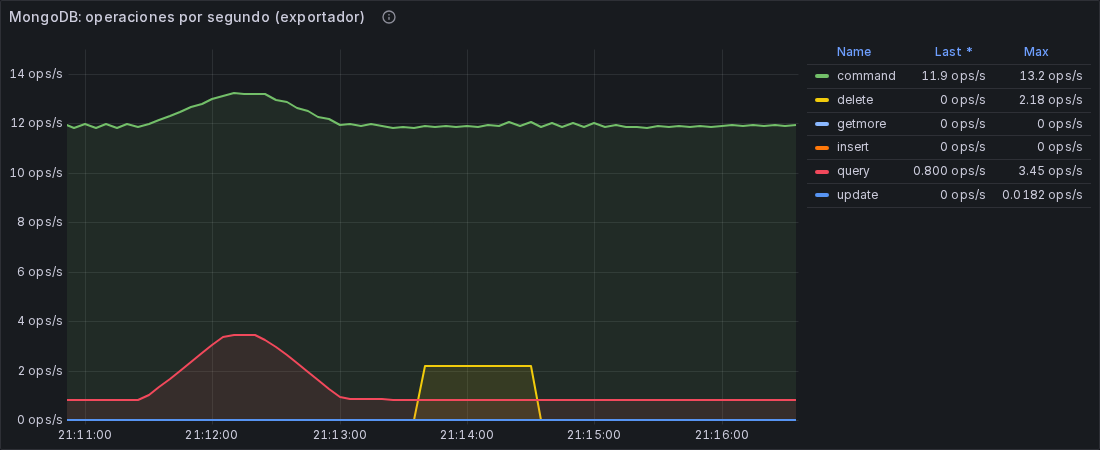 MongoDB: operaciones por segundo (exportador)
14 ops/s
12 ops/s
10 ops/s
8 ops/s
6 ops/s
4 ops/s
2 ops/s
0 ops/s
21:11:00 21:12:00 21:13:00 21:14:00 21:15:00 21:16:00
Name Last * Max
command 11.9 ops/s 13.2 ops/s
delete 0 ops/s 2.18 ops/s
getmore 0 ops/s 0 ops/s
insert 0 ops/s 0 ops/s
query 0.800 ops/s 3.45 ops/s
update 0 ops/s 0.0182 ops/s